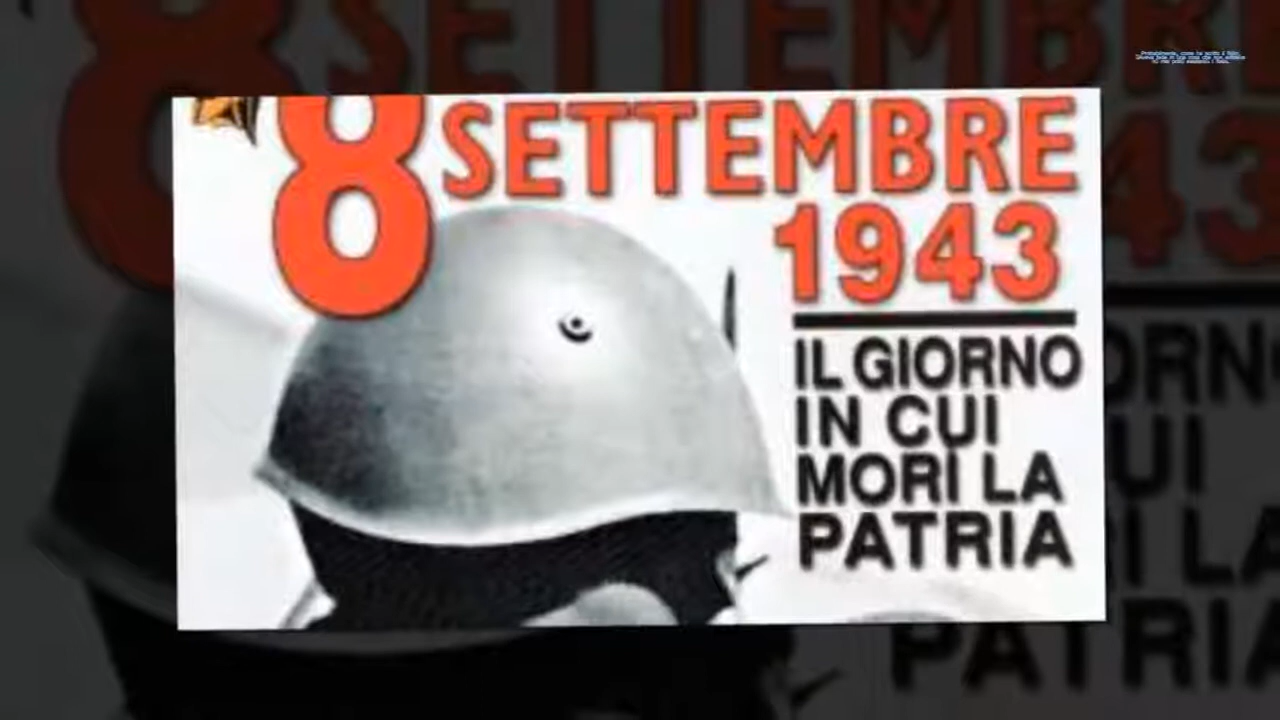 8 SETTEMBRE
1943
IL GIORNO
IN CUI
MORÌ LA
PATRIA